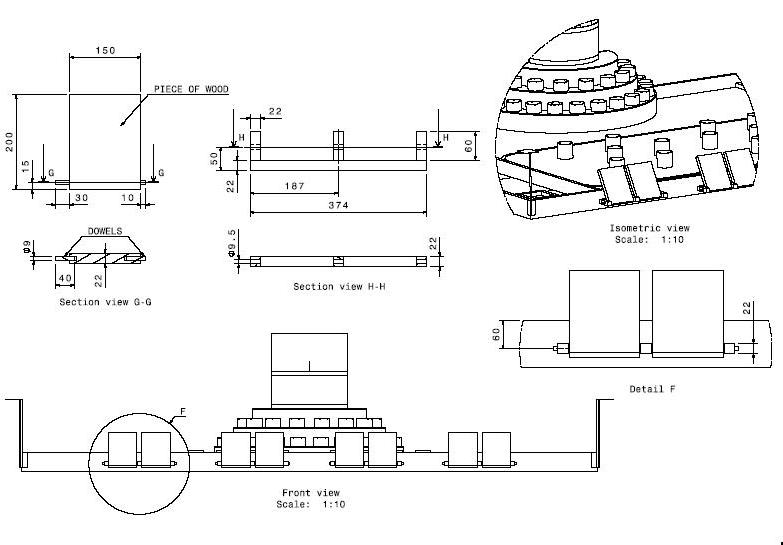 150
PIECE OF WOOD
200
15
G
G
30
10
22
H
H
50
60
22
187
374
DOWELS
Ø9
40
22
Section view G-G
Ø9.5
22
Section view H-H
Isometric view
Scale: 1:10
60
22
Detail F
F
Front view
Scale: 1:10